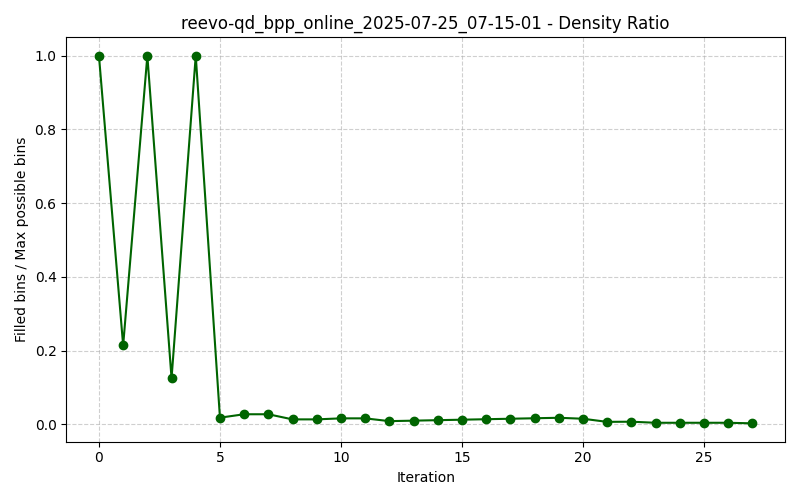 reevo-qd_bpp_online_2025-07-25_07-15-01 - Density Ratio
Filled bins / Max possible bins
1.0
0.8
0.6
0.4
0.2
0.0
0 5 10 15 20 25
Iteration